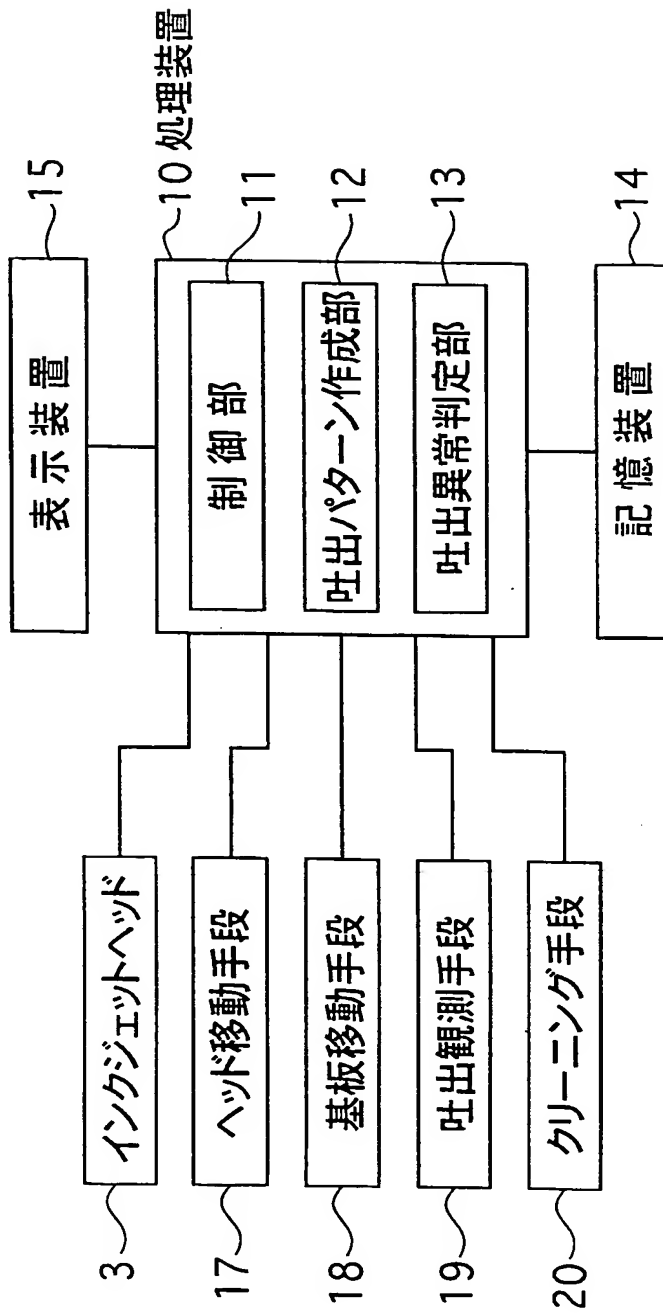 15
表示装置
10 処理装置
制御部 11
吐出パターン作成部 12
吐出異常判定部 13
記憶装置 14
3 インクジェットヘッド
17 ヘッド移動手段
18 基板移動手段
19 吐出観測手段
20 クリーニング手段